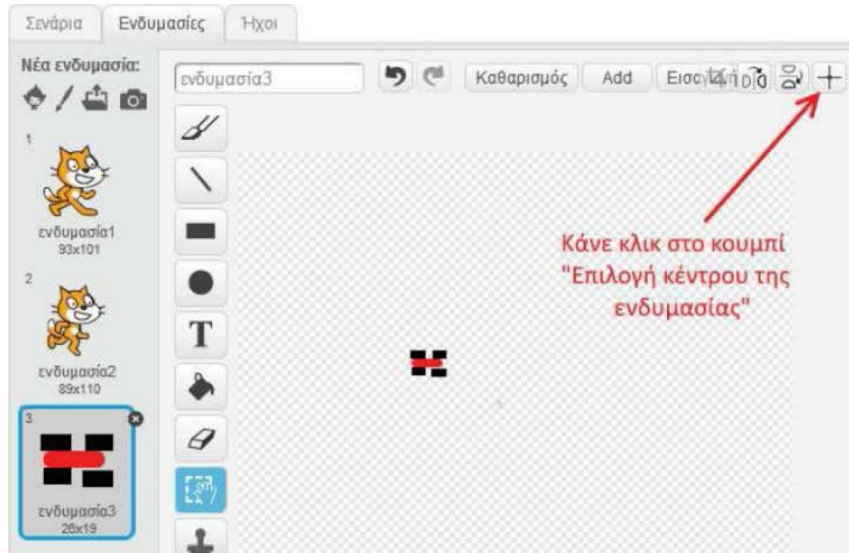 Σενάρια Ενδυμασίες Ήχοι
Νέα ενδυμασία:
ενδυμασία3 Καθαρισμός Add
1
ενδυμασία1
93x101
2
ενδυμασία2
89x110
3
ενδυμασία3
26x19
T
Κάνε κλικ στο κουμπί
"Επιλογή κέντρου της
ενδυμασίας"